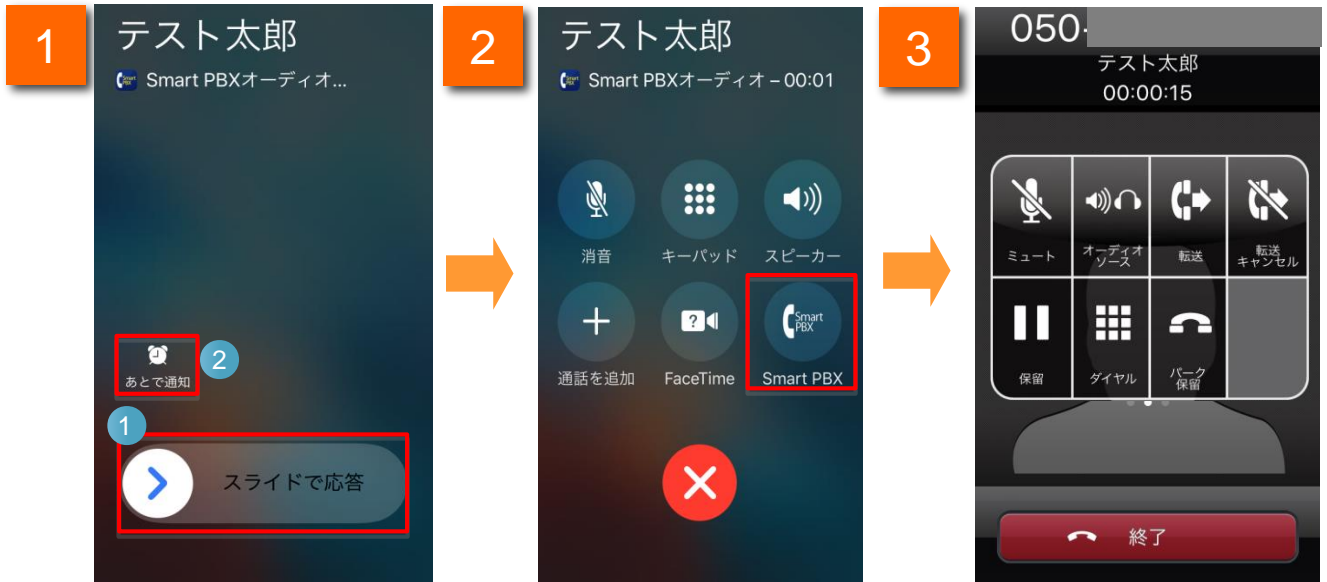 1
テスト太郎
Smart PBXオーディオ...
あとで通知
2
1
スライドで応答
2
テスト太郎
Smart PBXオーディオ – 00:01
消音
キーパッド
スピーカー
Smart
PBX
通話を追加
FaceTime
Smart PBX
3
050-
テスト太郎
00:00:15
ミュート
オーディオ
ソース
転送
転送
キャンセル
保留
ダイヤル
パーク
保留
終了